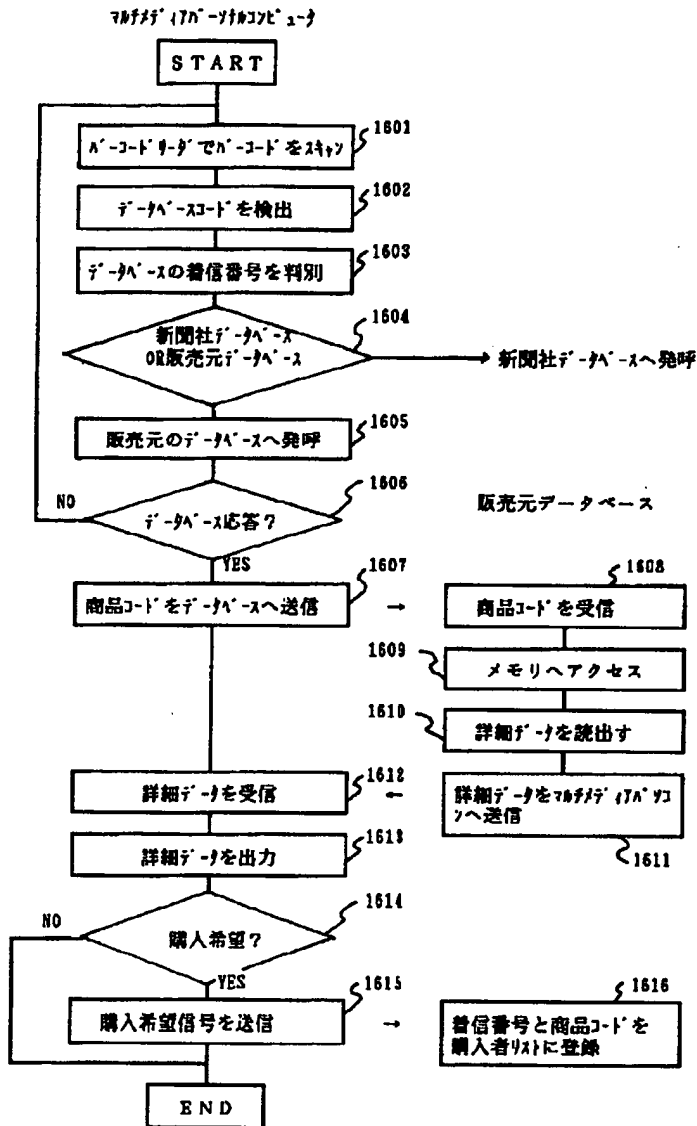 マルチメディアパーソナルコンピュータ
START
1601
バーコードリーダでバーコードをスキャン
1602
データベースコードを検出
1603
データベースの着信番号を判別
1604
新聞社データベース
OR販売元データベース
新聞社データベースへ発呼
1605
販売元のデータベースへ発呼
1606
NO
データベース応答?
販売元データベース
YES
1607
1608
商品コードをデータベースへ送信
→
商品コードを受信
1609
メモリへアクセス
1610
詳細データを読出す
1612
詳細データを受信
←
詳細データをマルチメディアパソコ
ンへ送信
1613
1611
詳細データを出力
1614
NO
購入希望?
YES
1615
1616
購入希望信号を送信
→
着信番号と商品コードを
購入者リストに登録
END